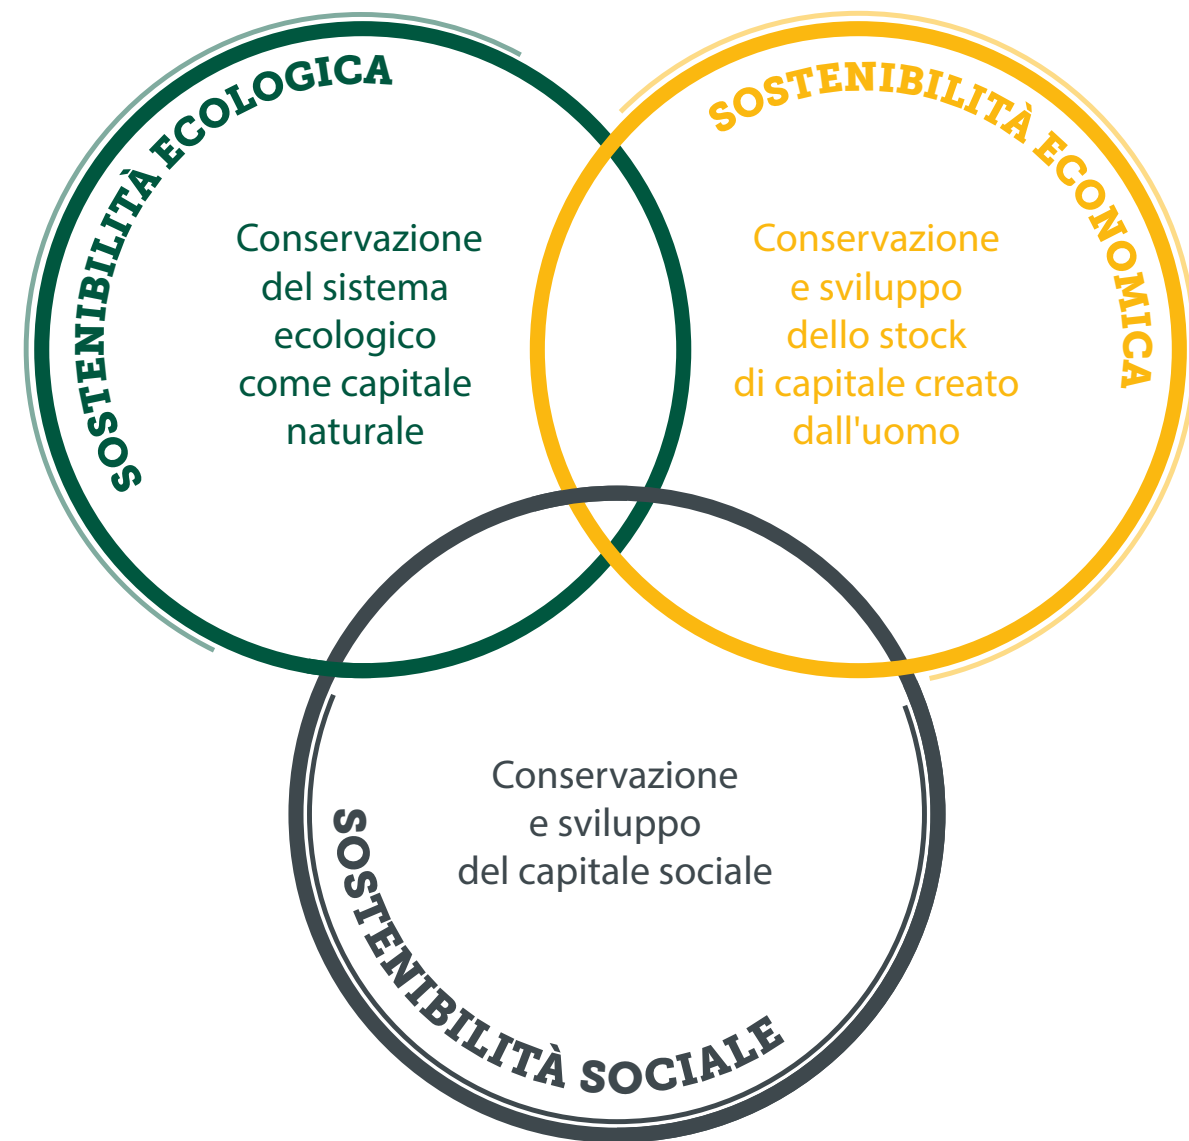 SOSTENIBILITÀ ECOLOGICA
Conservazione
del sistema
ecologico
come capitale
naturale
SOSTENIBILITÀ ECONOMICA
Conservazione
e sviluppo
dello stock
di capitale creato
dall'uomo
Conservazione
e sviluppo
del capitale sociale
SOSTENIBILITÀ SOCIALE